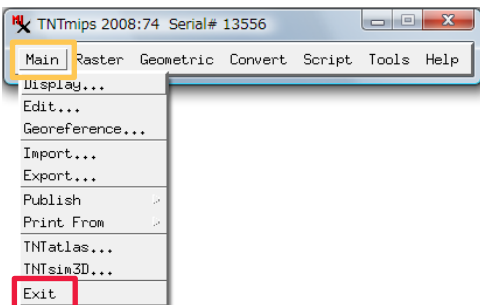 TNTmips 2008:74 Serial# 13556
Main Raster Geometric Convert Script Tools Help
Display...
Edit...
Georeference...
Import...
Export...
Publish
Print From
TNTatlas...
TNTsim3D...
Exit